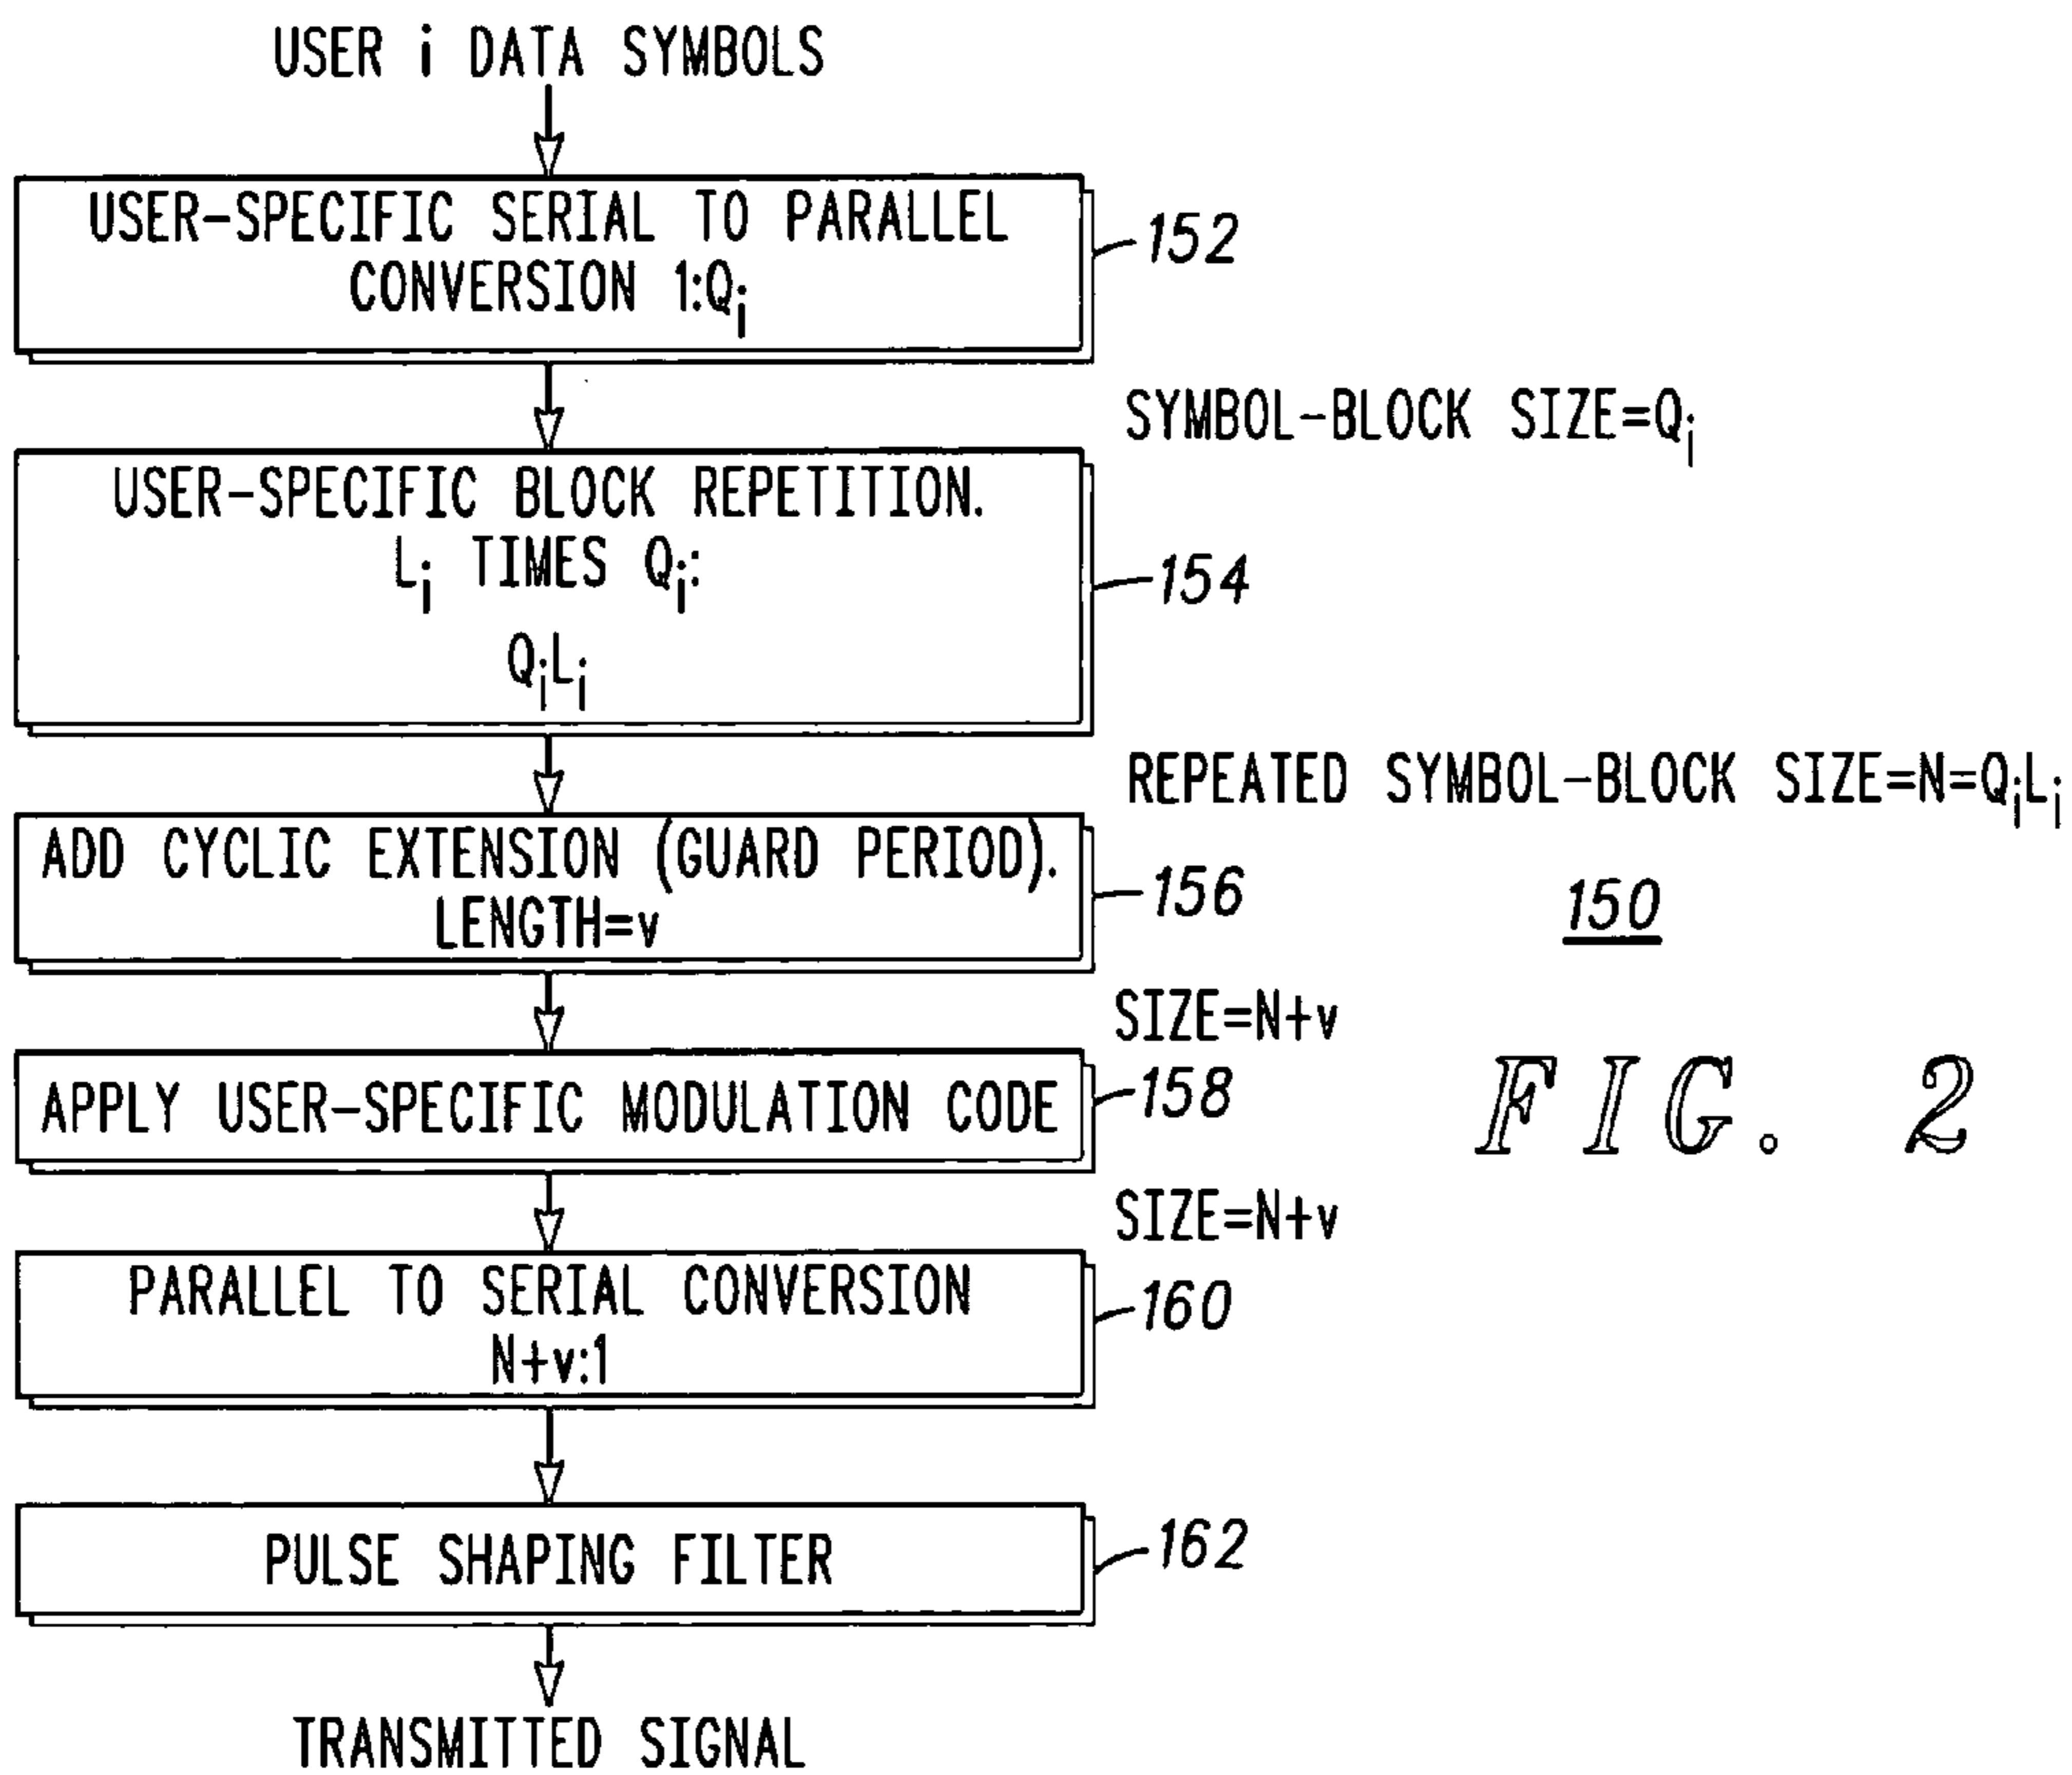 USER i DATA SYMBOLS
USER-SPECIFIC SERIAL TO PARALLEL
CONVERSION 1:Qi
152
SYMBOL-BLOCK SIZE=Qi
USER-SPECIFIC BLOCK REPETITION.
Li TIMES Qi:
QiLi
154
REPEATED SYMBOL-BLOCK SIZE=N=QiLi
ADD CYCLIC EXTENSION (GUARD PERIOD).
LENGTH=v
156
150
SIZE=N+v
APPLY USER-SPECIFIC MODULATION CODE
158
FIG. 2
SIZE=N+v
PARALLEL TO SERIAL CONVERSION
N+v:1
160
PULSE SHAPING FILTER
162
TRANSMITTED SIGNAL